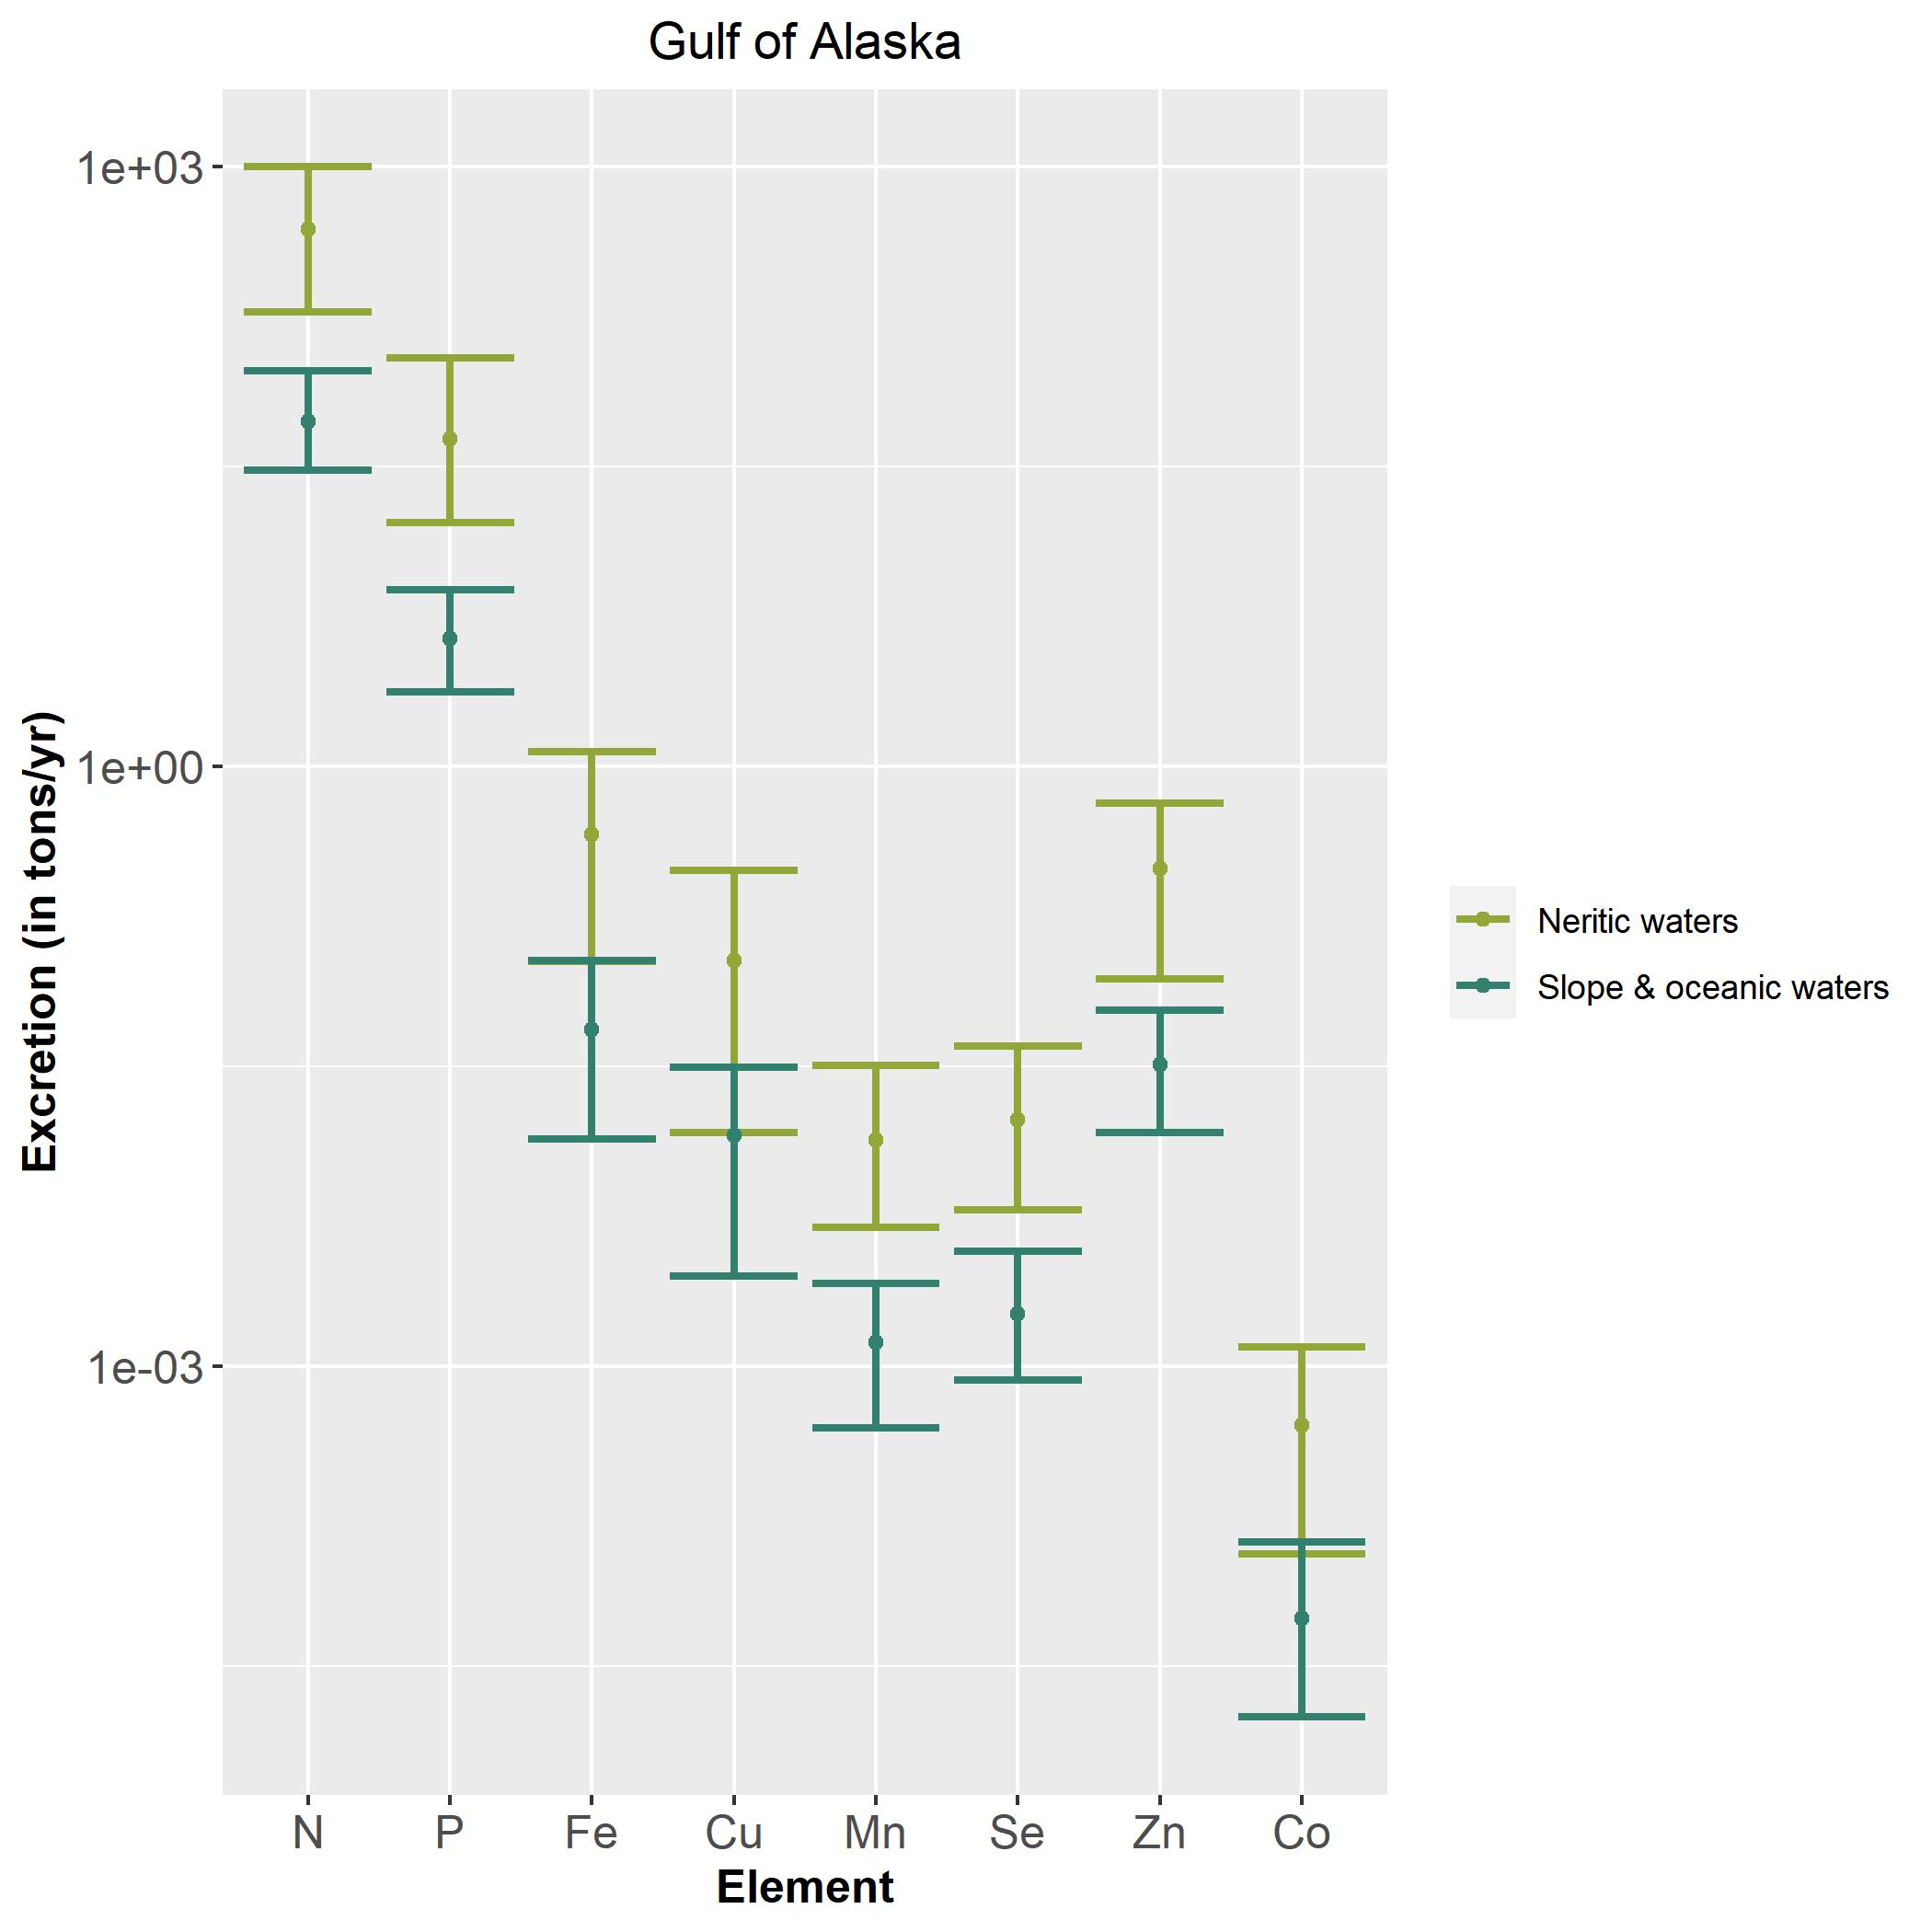 Gulf of Alaska
1e+03
1e+00
1e-03
Excretion (in tons/yr)
N P Fe Cu Mn Se Zn Co
Element
Neritic waters
Slope & oceanic waters